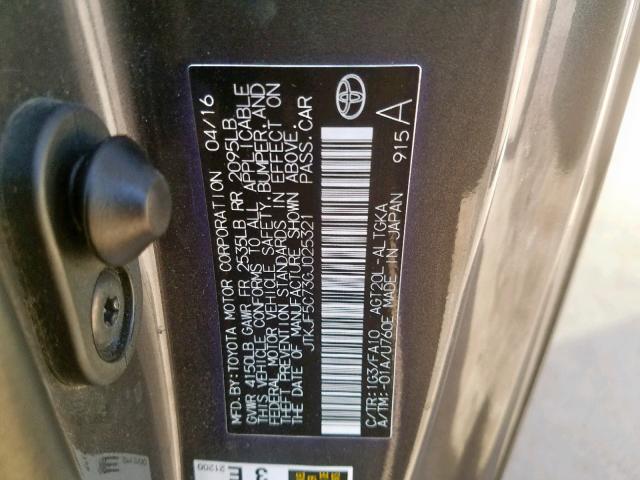 MFD.BY:TOYOTA MOTOR CORPORATION 04/16
GVWR 4150LB GAWR FR 2535LB RR 2095LB
THIS VEHICLE CONFORMS TO ALL APPLICABLE
FEDERAL MOTOR VEHICLE SAFETY, BUMPER, AND
THEFT PREVENTION STANDARDS IN EFFECT ON
THE DATE OF MANUFACTURE SHOWN ABOVE.
JTKJF5C73GJ025321 PASS.CAR
C/TR:1G3/FA10 AGT20L-ALTGKA
A/TM:-01A/U760E MADE IN JAPAN 915 A
21200